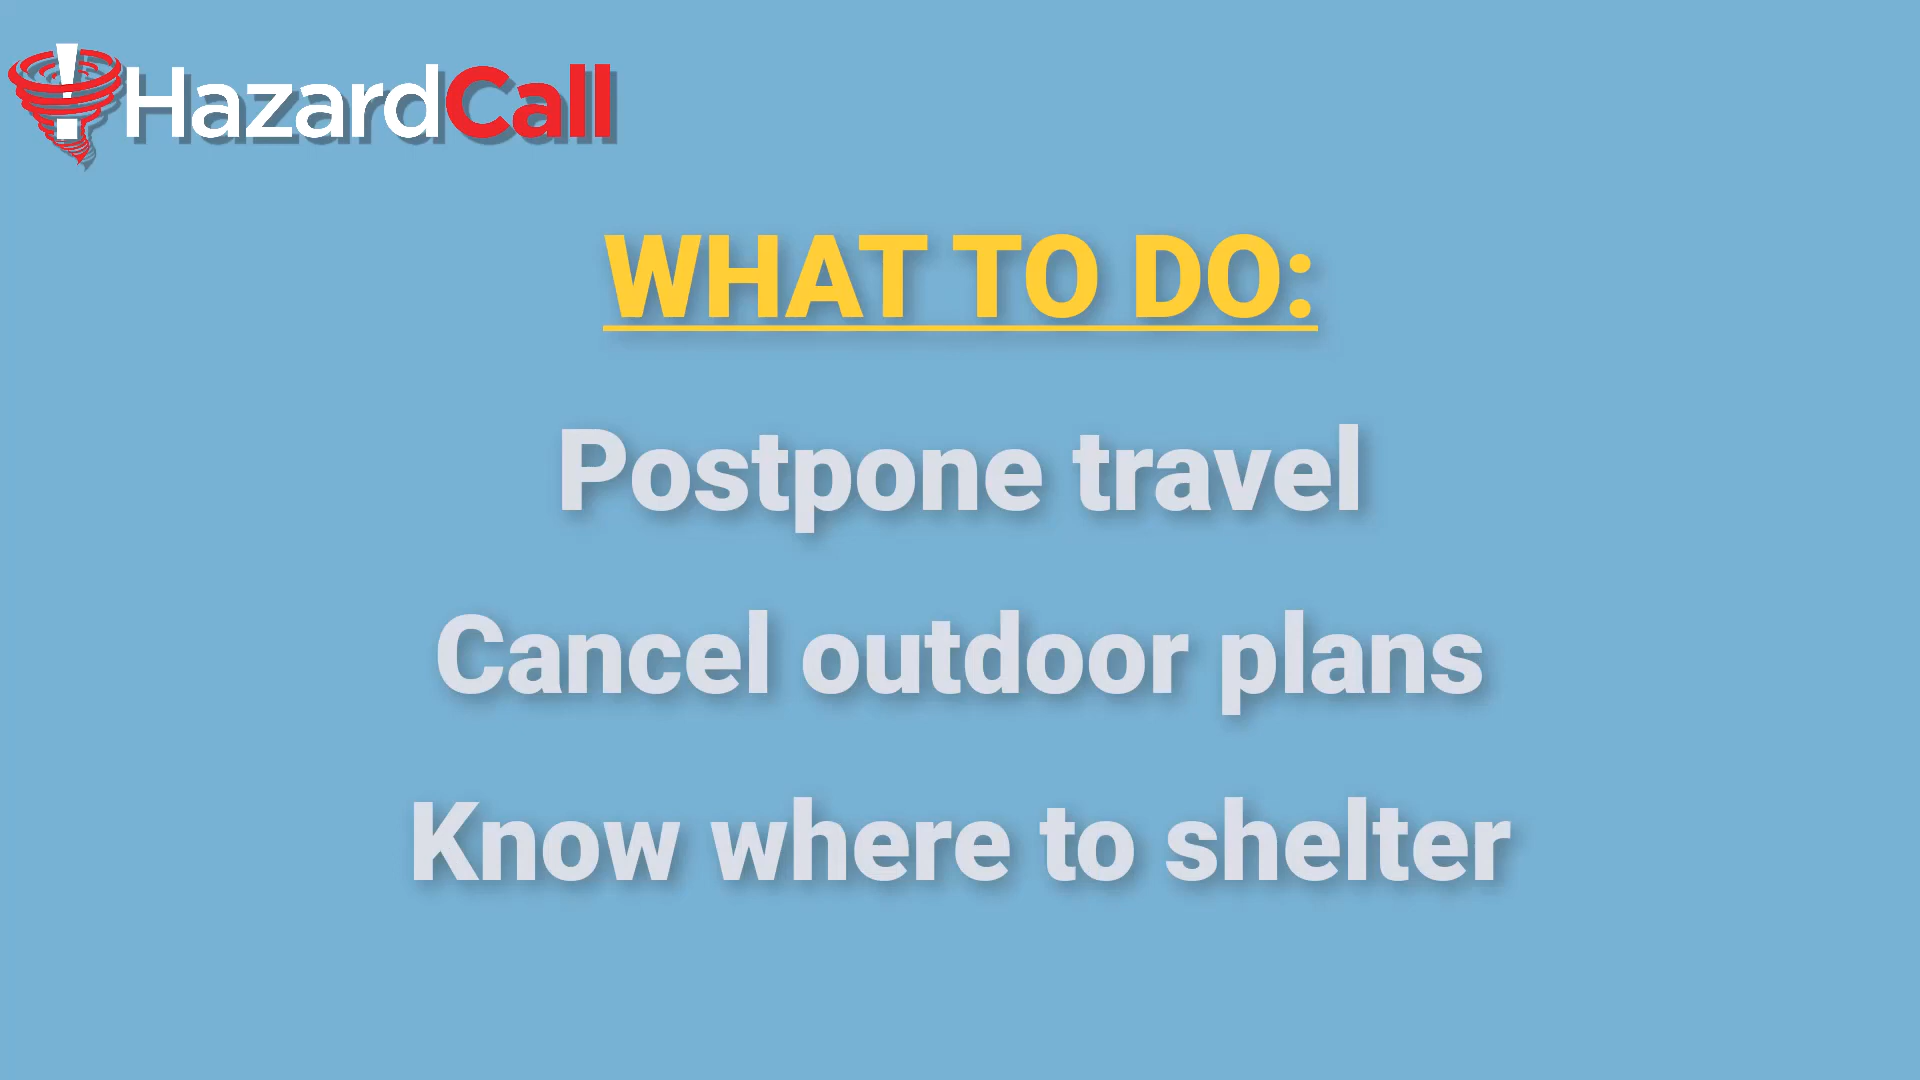 HazardCall
WHAT TO DO:
Postpone travel
Cancel outdoor plans
Know where to shelter